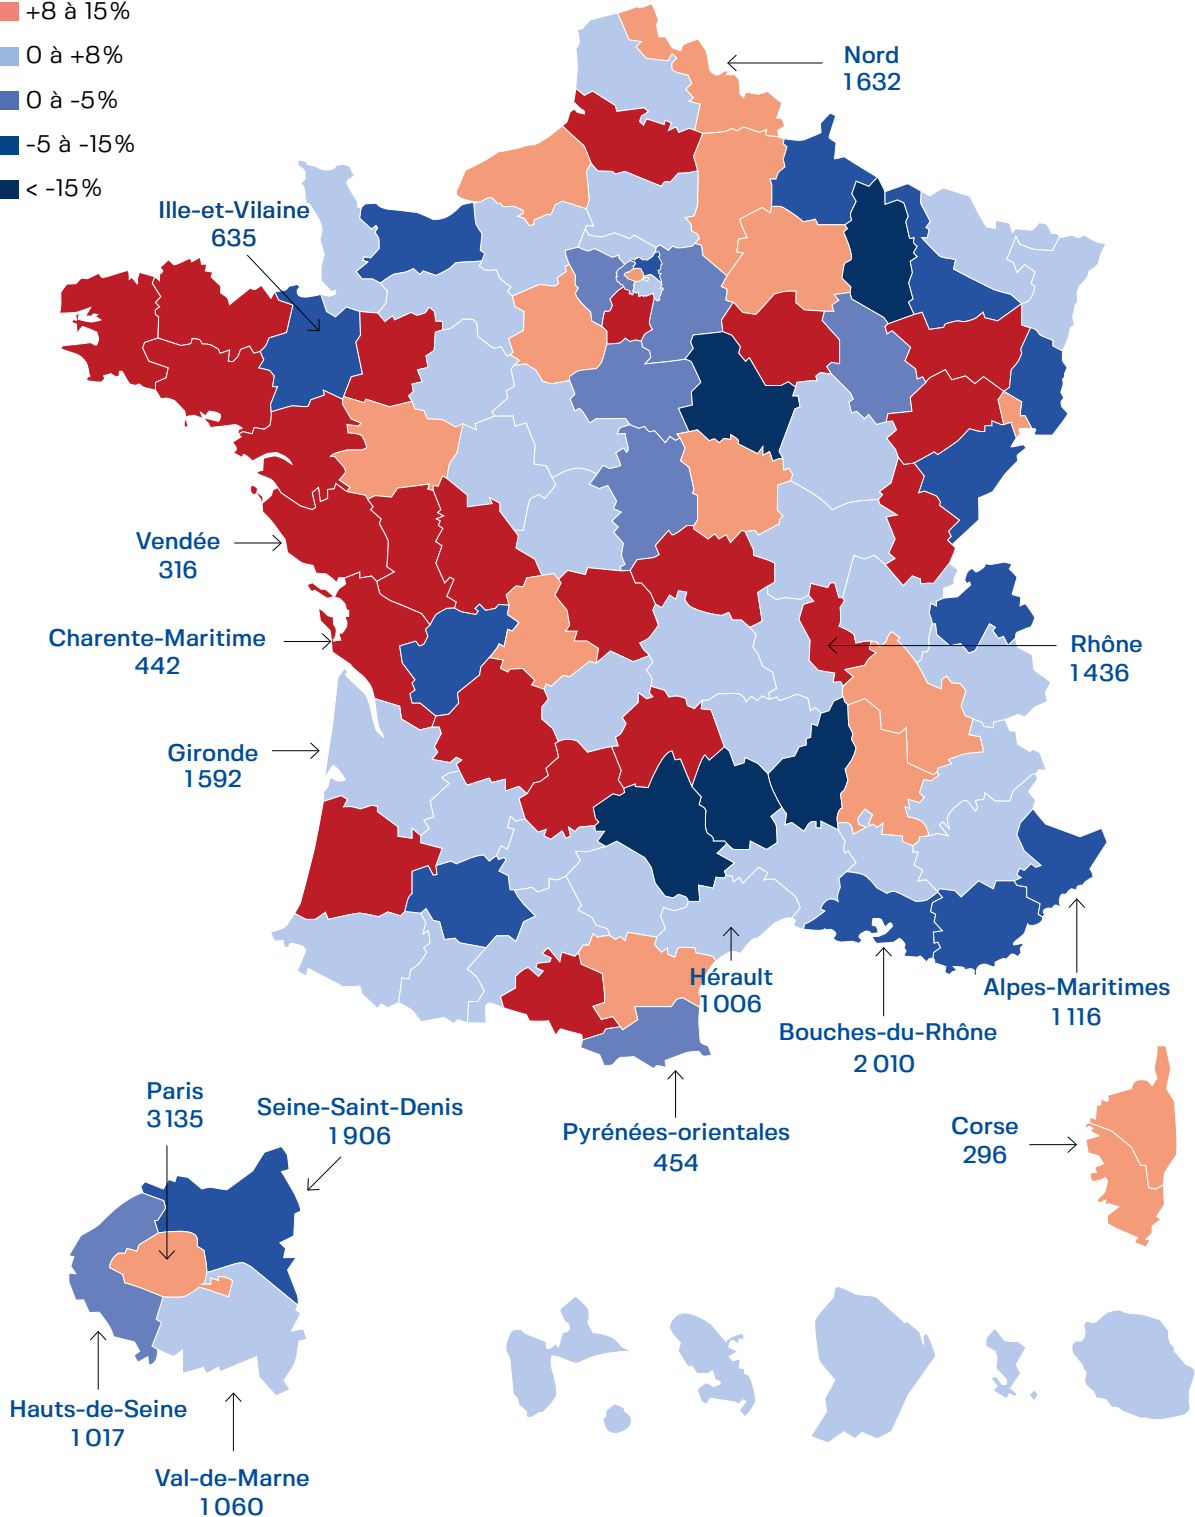 +8 à 15%
0 à +8%
0 à -5%
-5 à -15%
< -15%
Nord
1632
Ille-et-Vilaine
635
Vendée
316
Charente-Maritime
442
Rhône
1436
Gironde
1592
Hérault
1006
Alpes-Maritimes
1116
Bouches-du-Rhône
2 010
Pyrénées-orientales
454
Corse
296
Paris
3135
Seine-Saint-Denis
1906
Hauts-de-Seine
1017
Val-de-Marne
1060